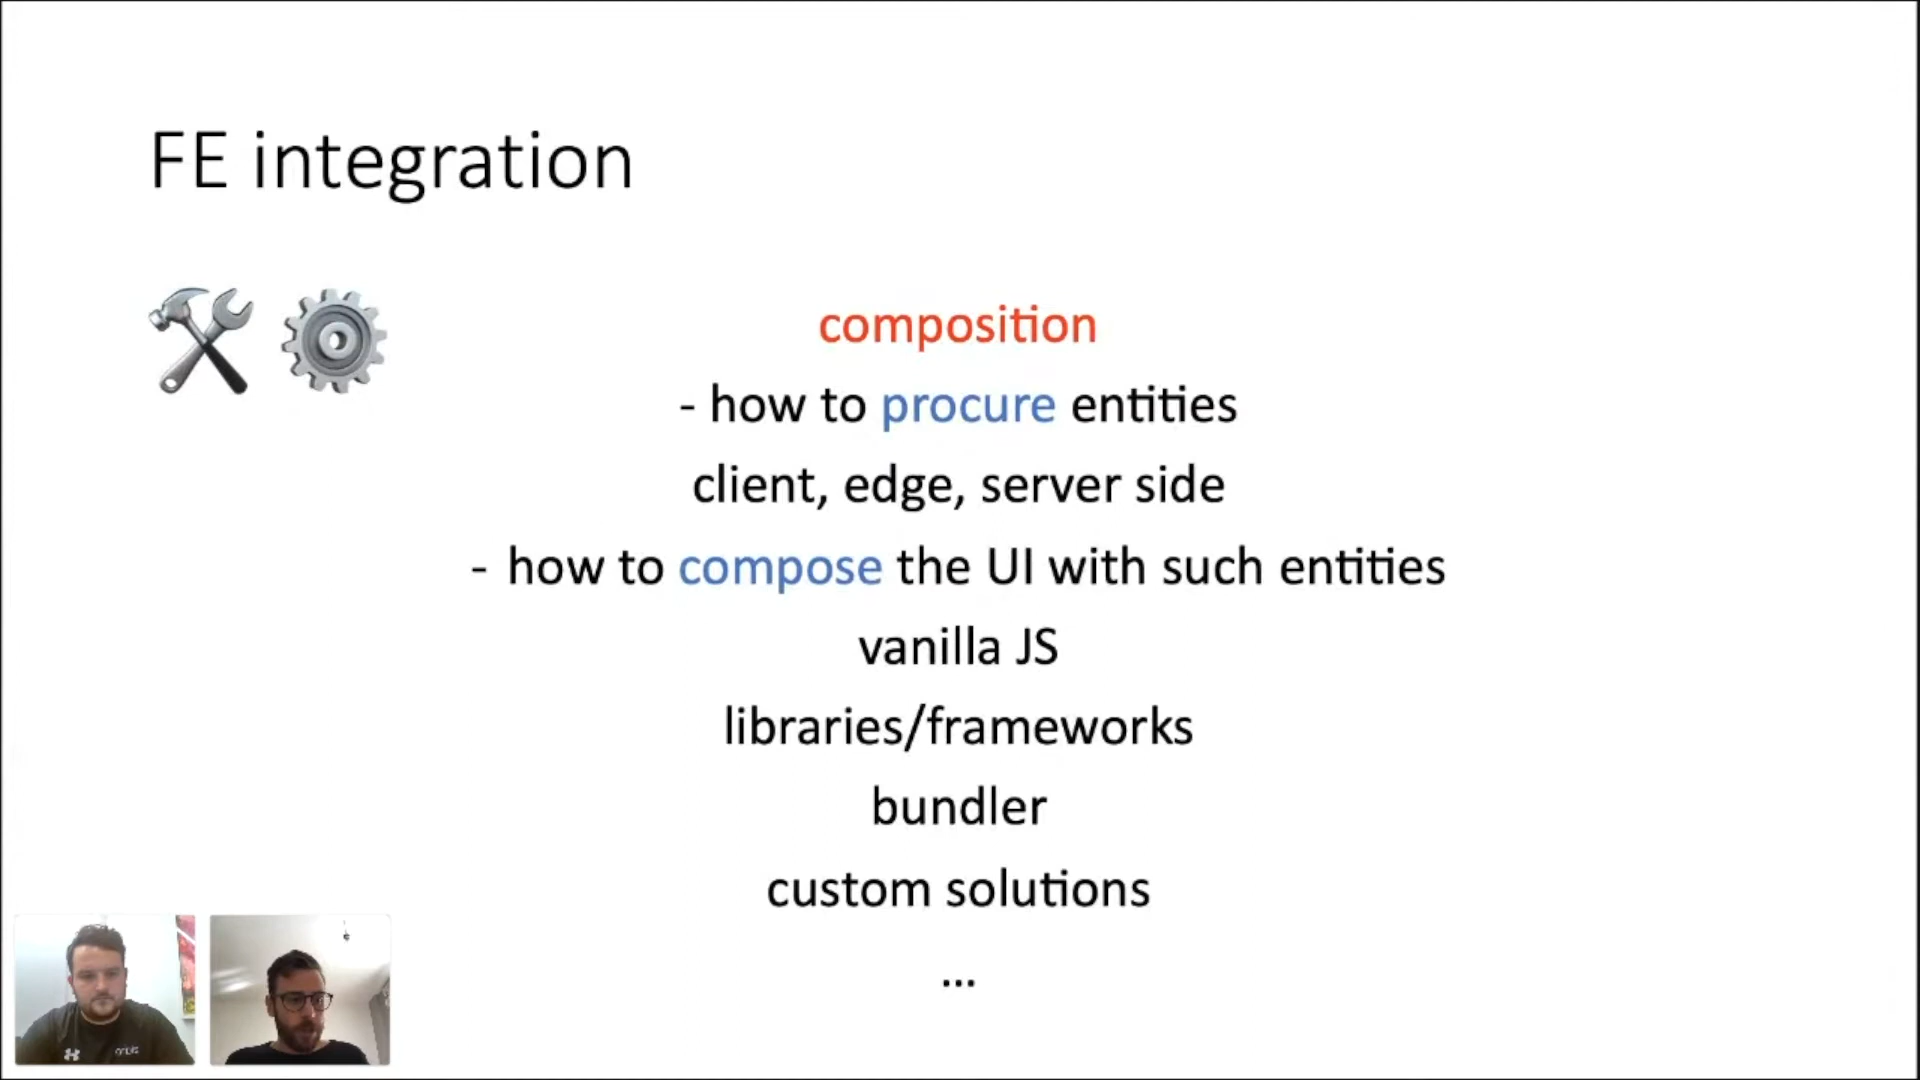 FE integration
composition
- how to procure entities
client, edge, server side
- how to compose the UI with such entities
vanilla JS
libraries/frameworks
bundler
custom solutions
...